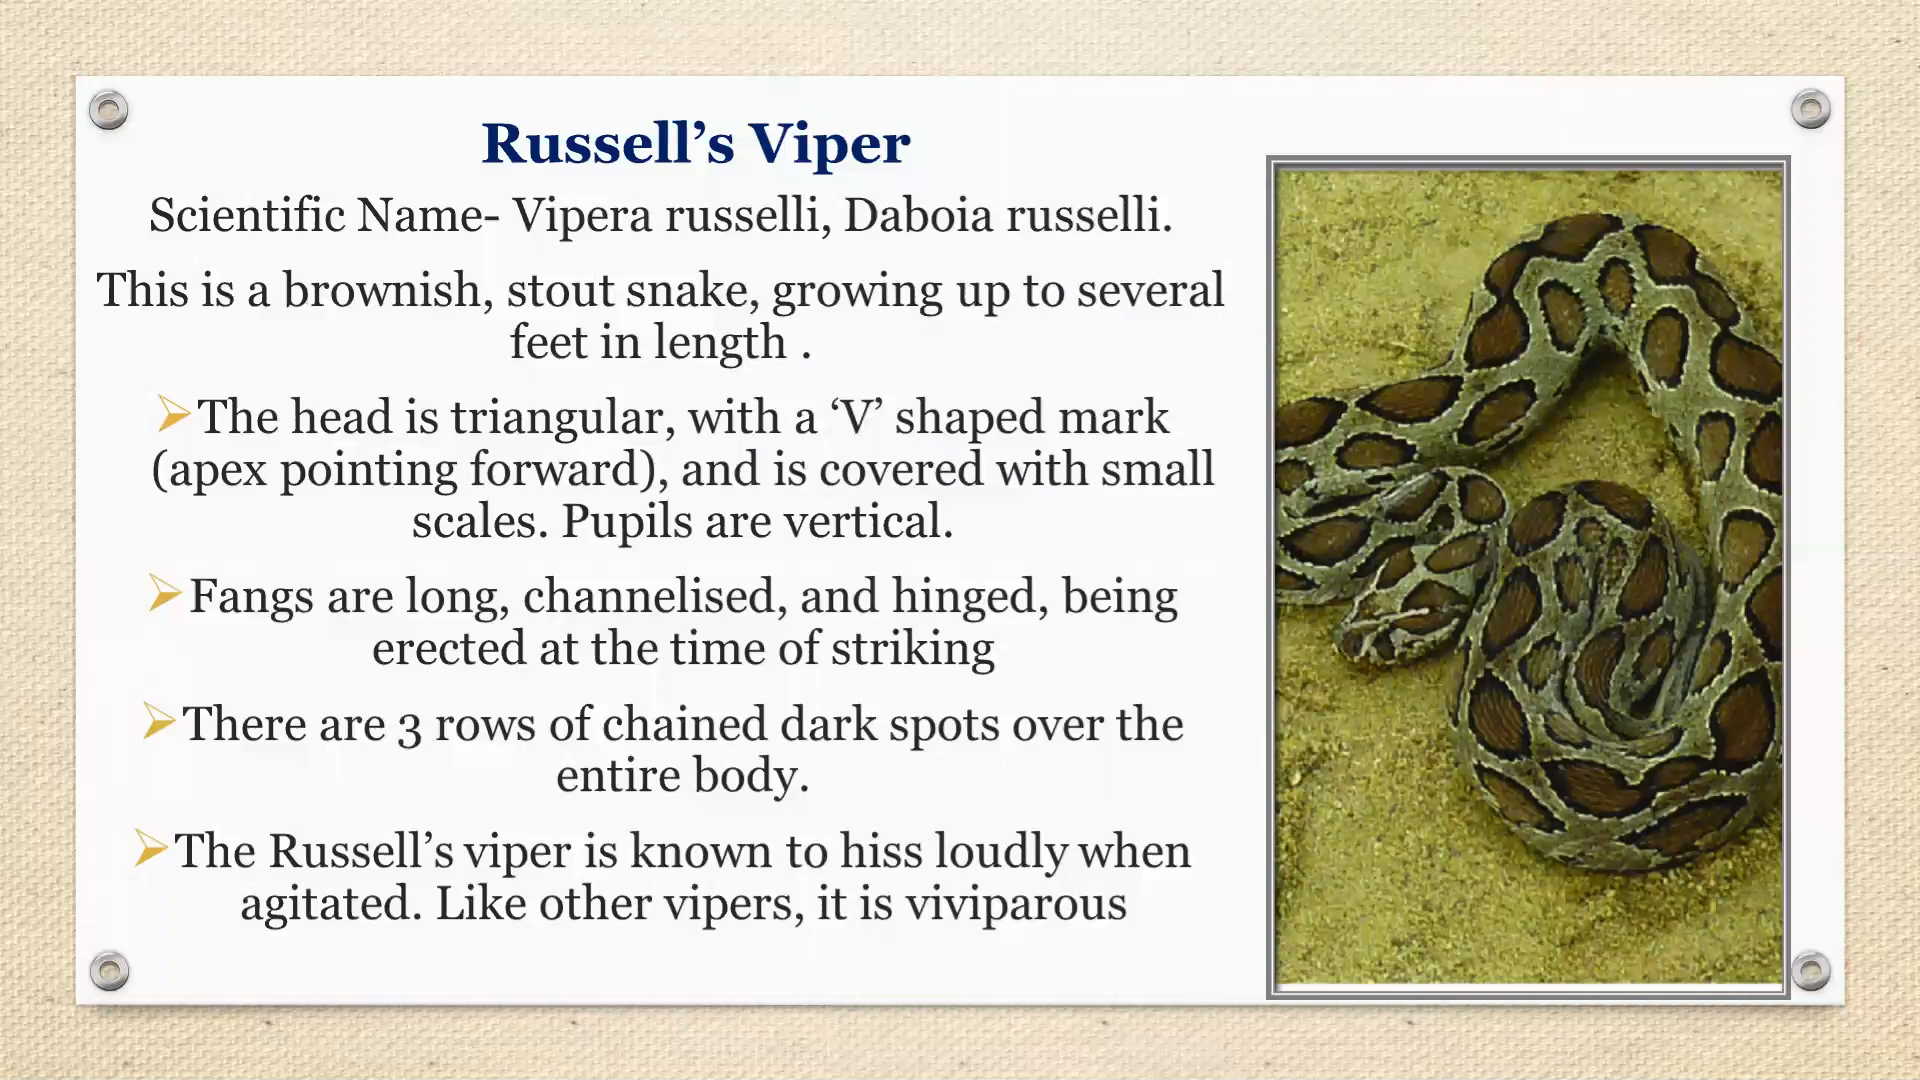 Russell’s Viper
Scientific Name- Vipera russelli, Daboia russelli.
This is a brownish, stout snake, growing up to several
feet in length .
The head is triangular, with a ‘V’ shaped mark
(apex pointing forward), and is covered with small
scales. Pupils are vertical.
Fangs are long, channelised, and hinged, being
erected at the time of striking
There are 3 rows of chained dark spots over the
entire body.
The Russell’s viper is known to hiss loudly when
agitated. Like other vipers, it is viviparous